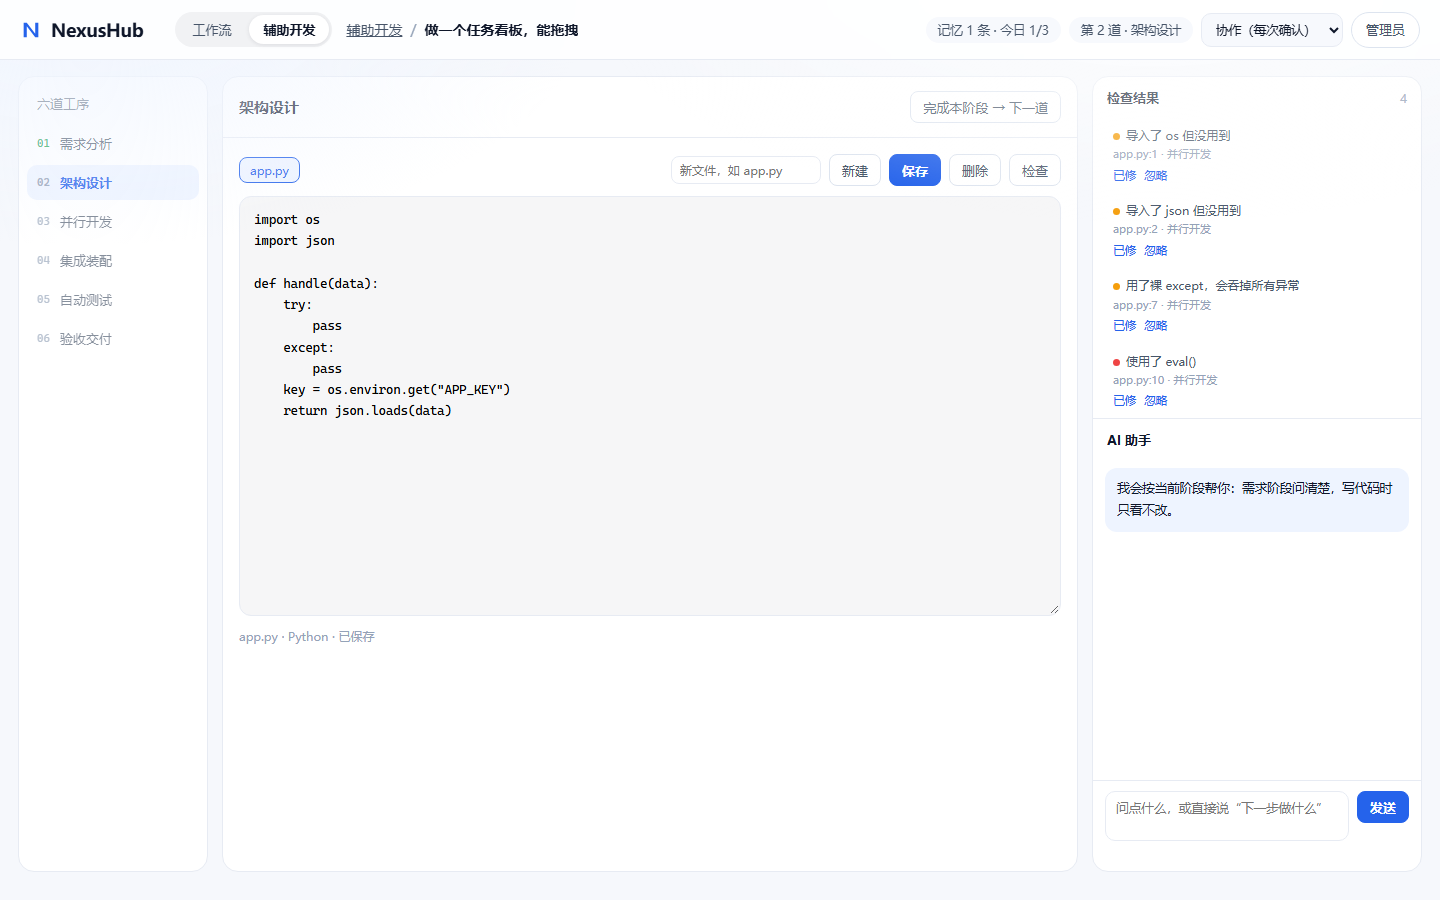 NexusHub
工作流
辅助开发
辅助开发 / 做一个任务看板，能拖拽
记忆 1 条 · 今日 1/3
第 2 道 · 架构设计
协作（每次确认）
管理员
六道工序
01 需求分析
02 架构设计
03 并行开发
04 集成装配
05 自动测试
06 验收交付
架构设计
完成本阶段 → 下一道
app.py
新文件，如 app.py
新建
保存
删除
检查
import os
import json
def handle(data):
    try:
        pass
    except:
        pass
    key = os.environ.get("APP_KEY")
    return json.loads(data)
app.py · Python · 已保存
检查结果 4
导入了 os 但没用到
app.py:1 · 并行开发
已修 忽略
导入了 json 但没用到
app.py:2 · 并行开发
已修 忽略
用了裸 except，会吞掉所有异常
app.py:7 · 并行开发
已修 忽略
使用了 eval()
app.py:10 · 并行开发
已修 忽略
AI 助手
我会按当前阶段帮你：需求阶段问清楚，写代码时
只看不改。
问点什么，或直接说“下一步做什么”
发送